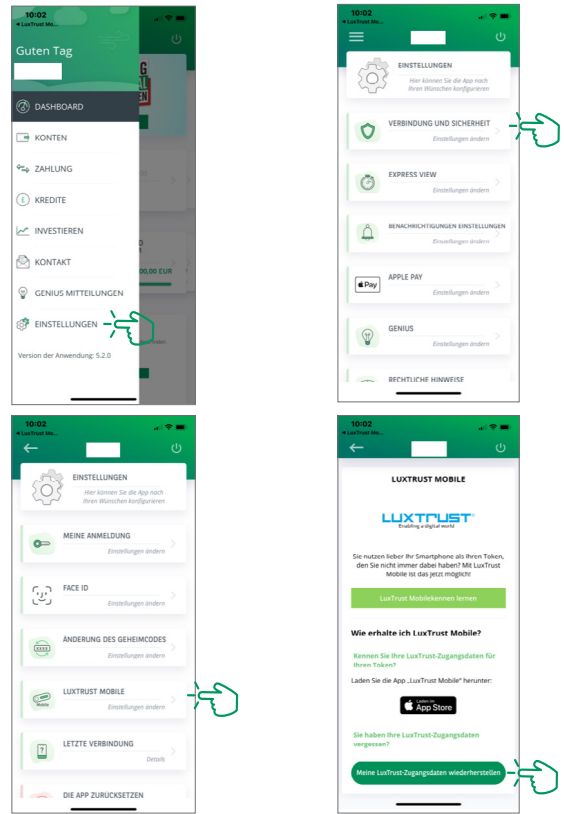 10:02
LuxTrust Mo...
Guten Tag
DASHBOARD
KONTEN
ZAHLUNG
KREDITE
INVESTIEREN
KONTAKT
GENIUS MITTEILUNGEN
EINSTELLUNGEN
Version der Anwendung: 5.2.0
00,00 EUR
10:02
LuxTrust Mo...
EINSTELLUNGEN
Hier können Sie die App nach
Ihren Wünschen konfigurieren
VERBINDUNG UND SICHERHEIT
Einstellungen ändern
EXPRESS VIEW
Einstellungen ändern
BENACHRICHTIGUNGEN EINSTELLUNGEN
Einstellungen ändern
Pay
APPLE PAY
Einstellungen ändern
GENIUS
Einstellungen ändern
RECHTLICHE HINWEISE
10:02
LuxTrust Mo...
EINSTELLUNGEN
Hier können Sie die App nach
Ihren Wünschen konfigurieren
MEINE ANMELDUNG
Einstellungen ändern
FACE ID
Einstellungen ändern
ÄNDERUNG DES GEHEIMCODES
XXXX
Einstellungen ändern
LUXTRUST MOBILE
Mobile
Einstellungen ändern
LETZTE VERBINDUNG
?
Details
DIE APP ZURÜCKSETZEN
10:02
LuxTrust Mo...
LUXTRUST MOBILE
LUXTRUST
Enabling a digital world
Sie nutzen lieber Ihr Smartphone als Ihren Token,
den Sie nicht immer dabei haben? Mit LuxTrust
Mobile ist das jetzt möglich!
LuxTrust Mobilekennen lernen
Wie erhalte ich LuxTrust Mobile?
Kennen Sie Ihre LuxTrust-Zugangsdaten für
Ihren Token?
Laden Sie die App „LuxTrust Mobile" herunter:
Laden im
App Store
Sie haben Ihre LuxTrust-Zugangsdaten
vergessen?
Meine LuxTrust-Zugangsdaten wiederherstellen